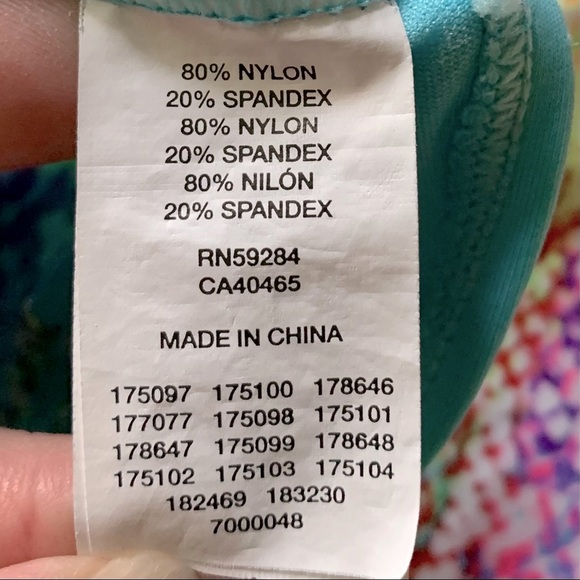 80% NYLON
20% SPANDEX
80% NYLON
20% SPANDEX
80% NILÓN
20% SPANDEX
RN59284
CA40465
MADE IN CHINA
175097 175100 178646
177077 175098 175101
178647 175099 178648
175102 175103 175104
182469 183230
7000048